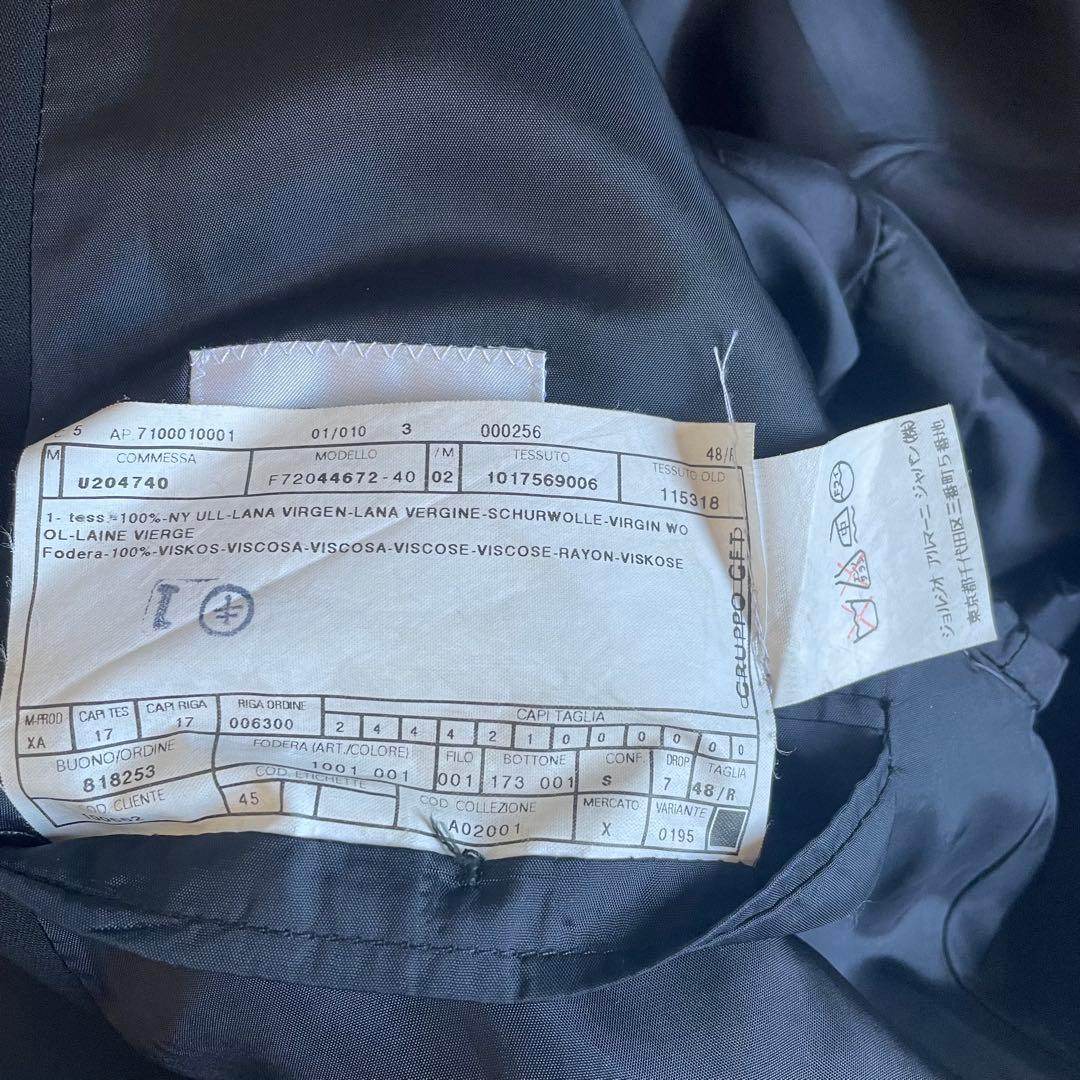 5 AP.7100010001 01/010 3 000256 48/R
M COMMESSA MODELLO /M TESSUTO TESSUTO OLD
U204740 F72044672-40 02 1017569006 115318
1- tess.=100%-NY ULL-LANA VIRGEN-LANA VERGINE-SCHURWOLLE-VIRGIN WO
OL-LAINE VIERGE
Fodera-100%-VISKOS-VISCOSA-VISCOSA-VISCOSE-VISCOSE-RAYON-VISKOSE
1 キ
GRUPPO GFT
M-PROD CAPI TES CAPI RIGA RIGA ORDINE CAPI TAGLIA
XA 17 17 006300 2 4 4 4 2 1 0 0 0 0 0 0
BUONO/ORDINE FODERA (ART./COLORE) FILO BOTTONE CONF. DROP TAGLIA
818253 1001 001 001 173 001 S 7 48/R
COD CLIENTE COD. ETICHETTE COD COLLEZIONE MERCATO VARIANTE
45 A02001 X 0195
ドライ
ジョルジオ アルマーニ ジャパン(株)
東京都千代田区三番町5番地